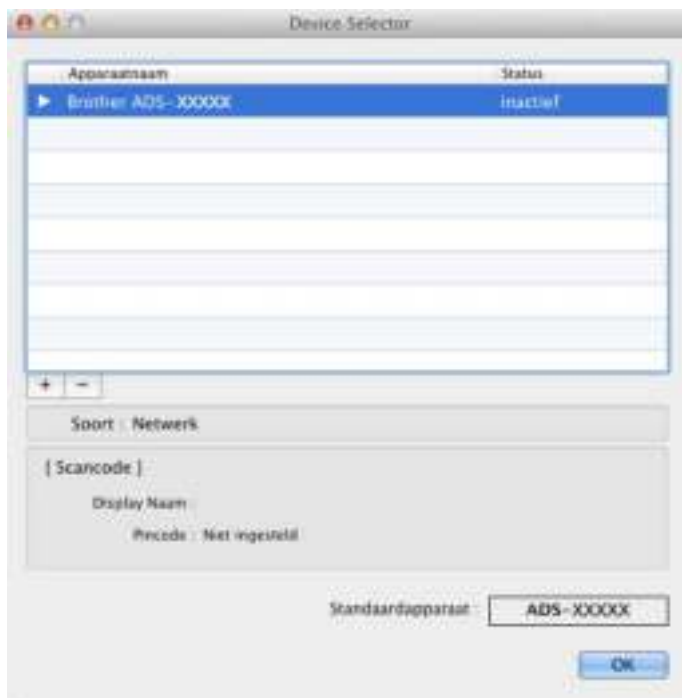 Device Selector
Apparaatnaam Status
Brother ADS-XXXXX Inactief
+ −
Soort : Netwerk
[ Scancode ]
Display Naam :
Pincode : Niet ingesteld
Standaardapparaat : ADS-XXXXX
OK